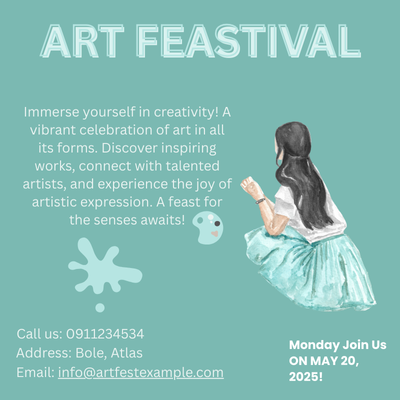 ART FEASTIVAL
Immerse yourself in creativity! A
vibrant celebration of art in all
its forms. Discover inspiring
works, connect with talented
artists, and experience the joy of
artistic expression. A feast for
the senses awaits!
Call us: 0911234534
Address: Bole, Atlas
Email: info@artfestexample.com
Monday Join Us
ON MAY 20,
2025!